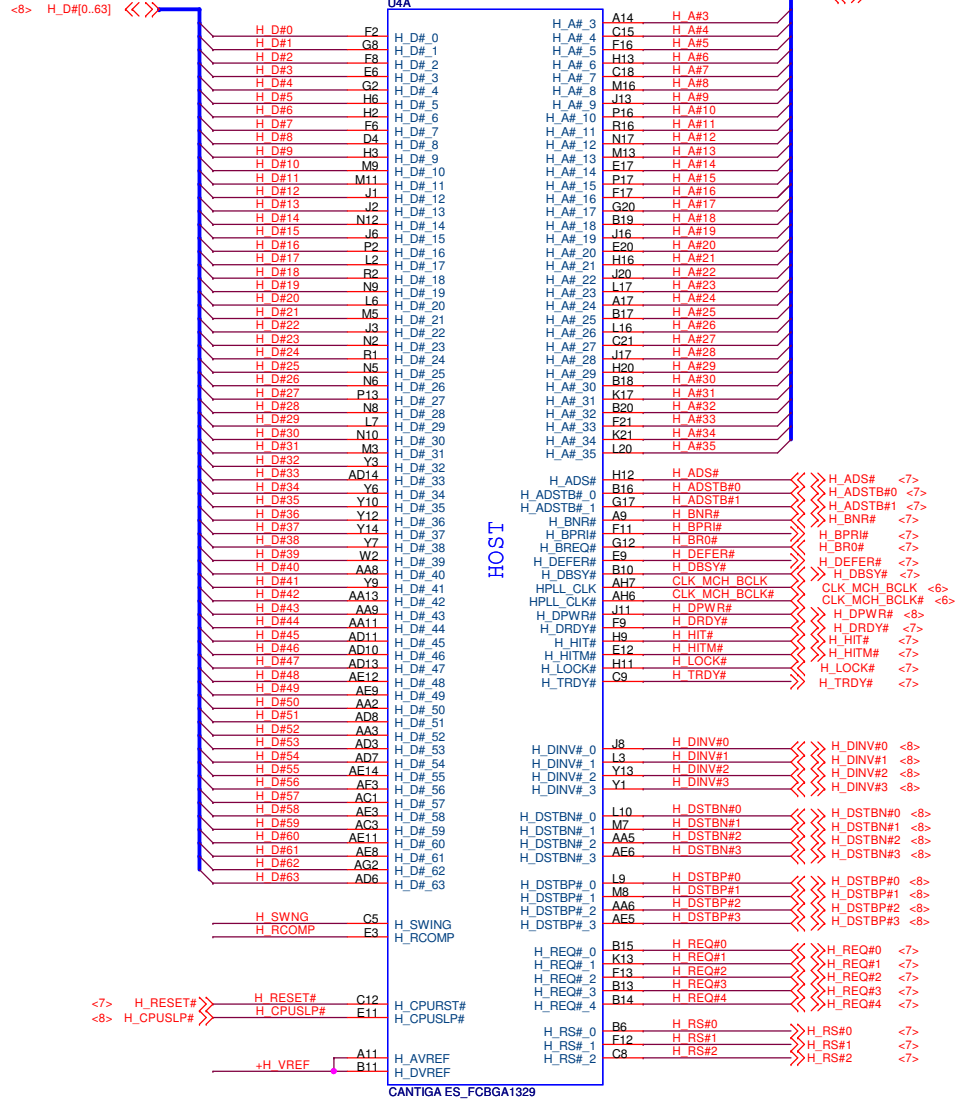 <8> H_D#[0..63]
U4A
H_D#0 F2 H_D#_0
H_D#1 G8 H_D#_1
H_D#2 F8 H_D#_2
H_D#3 E6 H_D#_3
H_D#4 G2 H_D#_4
H_D#5 H6 H_D#_5
H_D#6 H2 H_D#_6
H_D#7 F6 H_D#_7
H_D#8 D4 H_D#_8
H_D#9 H3 H_D#_9
H_D#10 M9 H_D#_10
H_D#11 M11 H_D#_11
H_D#12 J1 H_D#_12
H_D#13 J2 H_D#_13
H_D#14 N12 H_D#_14
H_D#15 J6 H_D#_15
H_D#16 P2 H_D#_16
H_D#17 L2 H_D#_17
H_D#18 R2 H_D#_18
H_D#19 N9 H_D#_19
H_D#20 L6 H_D#_20
H_D#21 M5 H_D#_21
H_D#22 J3 H_D#_22
H_D#23 N2 H_D#_23
H_D#24 R1 H_D#_24
H_D#25 N5 H_D#_25
H_D#26 N6 H_D#_26
H_D#27 P13 H_D#_27
H_D#28 N8 H_D#_28
H_D#29 L7 H_D#_29
H_D#30 N10 H_D#_30
H_D#31 M3 H_D#_31
H_D#32 Y3 H_D#_32
H_D#33 AD14 H_D#_33
H_D#34 Y6 H_D#_34
H_D#35 Y10 H_D#_35
H_D#36 Y12 H_D#_36
H_D#37 Y14 H_D#_37
H_D#38 Y7 H_D#_38
H_D#39 W2 H_D#_39
H_D#40 AA8 H_D#_40
H_D#41 Y9 H_D#_41
H_D#42 AA13 H_D#_42
H_D#43 AA9 H_D#_43
H_D#44 AA11 H_D#_44
H_D#45 AD11 H_D#_45
H_D#46 AD10 H_D#_46
H_D#47 AD13 H_D#_47
H_D#48 AE12 H_D#_48
H_D#49 AE9 H_D#_49
H_D#50 AA2 H_D#_50
H_D#51 AD8 H_D#_51
H_D#52 AA3 H_D#_52
H_D#53 AD3 H_D#_53
H_D#54 AD7 H_D#_54
H_D#55 AE14 H_D#_55
H_D#56 AF3 H_D#_56
H_D#57 AC1 H_D#_57
H_D#58 AE3 H_D#_58
H_D#59 AC3 H_D#_59
H_D#60 AE11 H_D#_60
H_D#61 AE8 H_D#_61
H_D#62 AG2 H_D#_62
H_D#63 AD6 H_D#_63
H_SWNG C5 H_SWING
H_RCOMP E3 H_RCOMP
<7> H_RESET# H_RESET# C12 H_CPURST#
<8> H_CPUSLP# H_CPUSLP# E11 H_CPUSLP#
A11 H_AVREF
+H_VREF B11 H_DVREF
HOST
H_A#_3 A14 H_A#3
H_A#_4 C15 H_A#4
H_A#_5 F16 H_A#5
H_A#_6 H13 H_A#6
H_A#_7 C18 H_A#7
H_A#_8 M16 H_A#8
H_A#_9 J13 H_A#9
H_A#_10 P16 H_A#10
H_A#_11 R16 H_A#11
H_A#_12 N17 H_A#12
H_A#_13 M13 H_A#13
H_A#_14 E17 H_A#14
H_A#_15 P17 H_A#15
H_A#_16 F17 H_A#16
H_A#_17 G20 H_A#17
H_A#_18 B19 H_A#18
H_A#_19 J16 H_A#19
H_A#_20 E20 H_A#20
H_A#_21 H16 H_A#21
H_A#_22 J20 H_A#22
H_A#_23 L17 H_A#23
H_A#_24 A17 H_A#24
H_A#_25 B17 H_A#25
H_A#_26 L16 H_A#26
H_A#_27 C21 H_A#27
H_A#_28 J17 H_A#28
H_A#_29 H20 H_A#29
H_A#_30 B18 H_A#30
H_A#_31 K17 H_A#31
H_A#_32 B20 H_A#32
H_A#_33 F21 H_A#33
H_A#_34 K21 H_A#34
H_A#_35 L20 H_A#35
H_ADS# H12 H_ADS# H_ADS# <7>
H_ADSTB#_0 B16 H_ADSTB#0 H_ADSTB#0 <7>
H_ADSTB#_1 G17 H_ADSTB#1 H_ADSTB#1 <7>
H_BNR# A9 H_BNR# H_BNR# <7>
H_BPRI# F11 H_BPRI# H_BPRI# <7>
H_BREQ# G12 H_BR0# H_BR0# <7>
H_DEFER# E9 H_DEFER# H_DEFER# <7>
H_DBSY# B10 H_DBSY# H_DBSY# <7>
HPLL_CLK AH7 CLK_MCH_BCLK CLK_MCH_BCLK <6>
HPLL_CLK# AH6 CLK_MCH_BCLK# CLK_MCH_BCLK# <6>
H_DPWR# J11 H_DPWR# H_DPWR# <8>
H_DRDY# F9 H_DRDY# H_DRDY# <7>
H_HIT# H9 H_HIT# H_HIT# <7>
H_HITM# E12 H_HITM# H_HITM# <7>
H_LOCK# H11 H_LOCK# H_LOCK# <7>
H_TRDY# C9 H_TRDY# H_TRDY# <7>
H_DINV#_0 J8 H_DINV#0 H_DINV#0 <8>
H_DINV#_1 L3 H_DINV#1 H_DINV#1 <8>
H_DINV#_2 Y13 H_DINV#2 H_DINV#2 <8>
H_DINV#_3 Y1 H_DINV#3 H_DINV#3 <8>
H_DSTBN#_0 L10 H_DSTBN#0 H_DSTBN#0 <8>
H_DSTBN#_1 M7 H_DSTBN#1 H_DSTBN#1 <8>
H_DSTBN#_2 AA5 H_DSTBN#2 H_DSTBN#2 <8>
H_DSTBN#_3 AE6 H_DSTBN#3 H_DSTBN#3 <8>
H_DSTBP#_0 L9 H_DSTBP#0 H_DSTBP#0 <8>
H_DSTBP#_1 M8 H_DSTBP#1 H_DSTBP#1 <8>
H_DSTBP#_2 AA6 H_DSTBP#2 H_DSTBP#2 <8>
H_DSTBP#_3 AE5 H_DSTBP#3 H_DSTBP#3 <8>
H_REQ#_0 B15 H_REQ#0 H_REQ#0 <7>
H_REQ#_1 K13 H_REQ#1 H_REQ#1 <7>
H_REQ#_2 F13 H_REQ#2 H_REQ#2 <7>
H_REQ#_3 B13 H_REQ#3 H_REQ#3 <7>
H_REQ#_4 B14 H_REQ#4 H_REQ#4 <7>
H_RS#_0 B6 H_RS#0 H_RS#0 <7>
H_RS#_1 F12 H_RS#1 H_RS#1 <7>
H_RS#_2 C8 H_RS#2 H_RS#2 <7>
CANTIGA ES_FCBGA1329